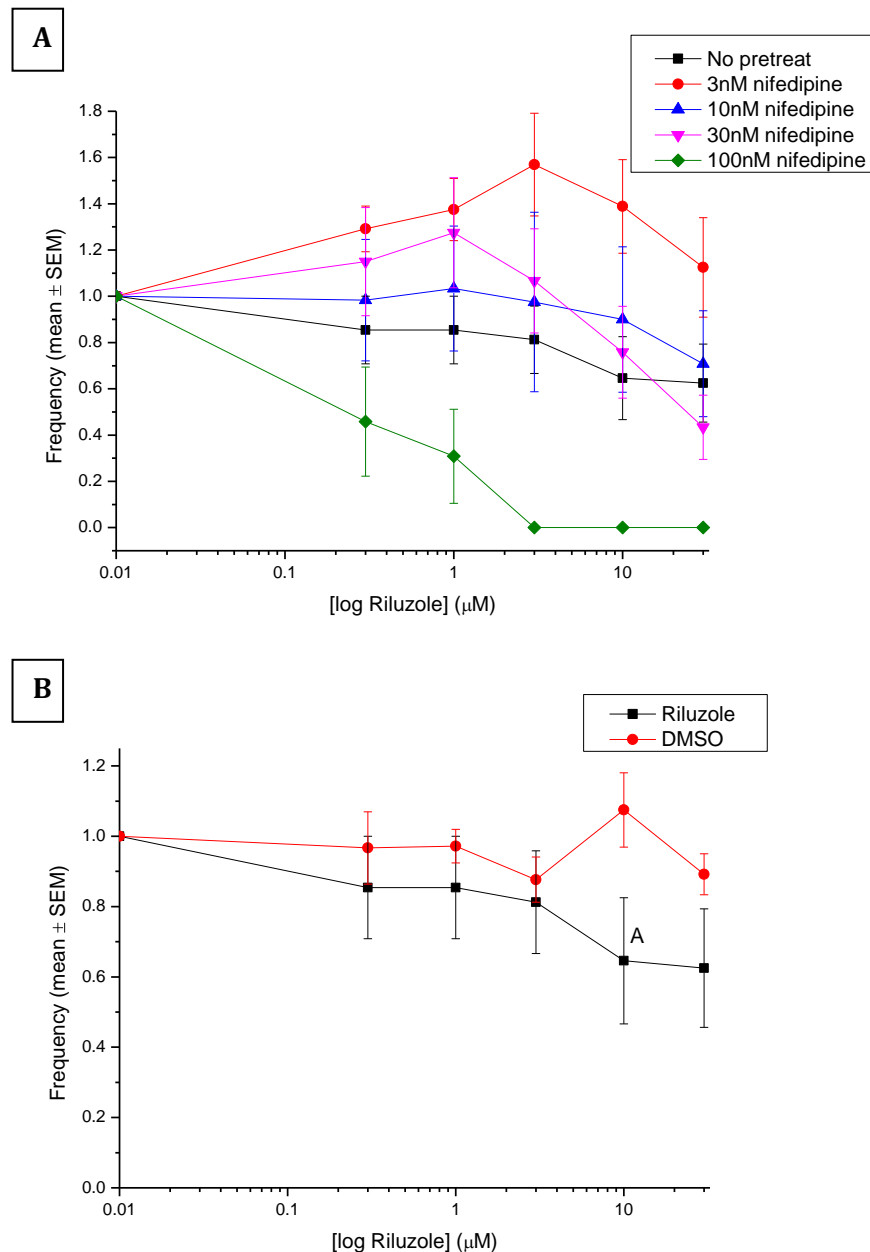 A
No pretreat
3nM nifedipine
10nM nifedipine
30nM nifedipine
100nM nifedipine
1.8
1.6
1.4
1.2
1.0
0.8
0.6
0.4
0.2
0.0
Frequency (mean ± SEM)
0.01 0.1 1 10
[log Riluzole] (μM)
B
Riluzole
DMSO
1.2
1.0
0.8
0.6
0.4
0.2
0.0
Frequency (mean ± SEM)
A
0.01 0.1 1 10
[log Riluzole] (μM)